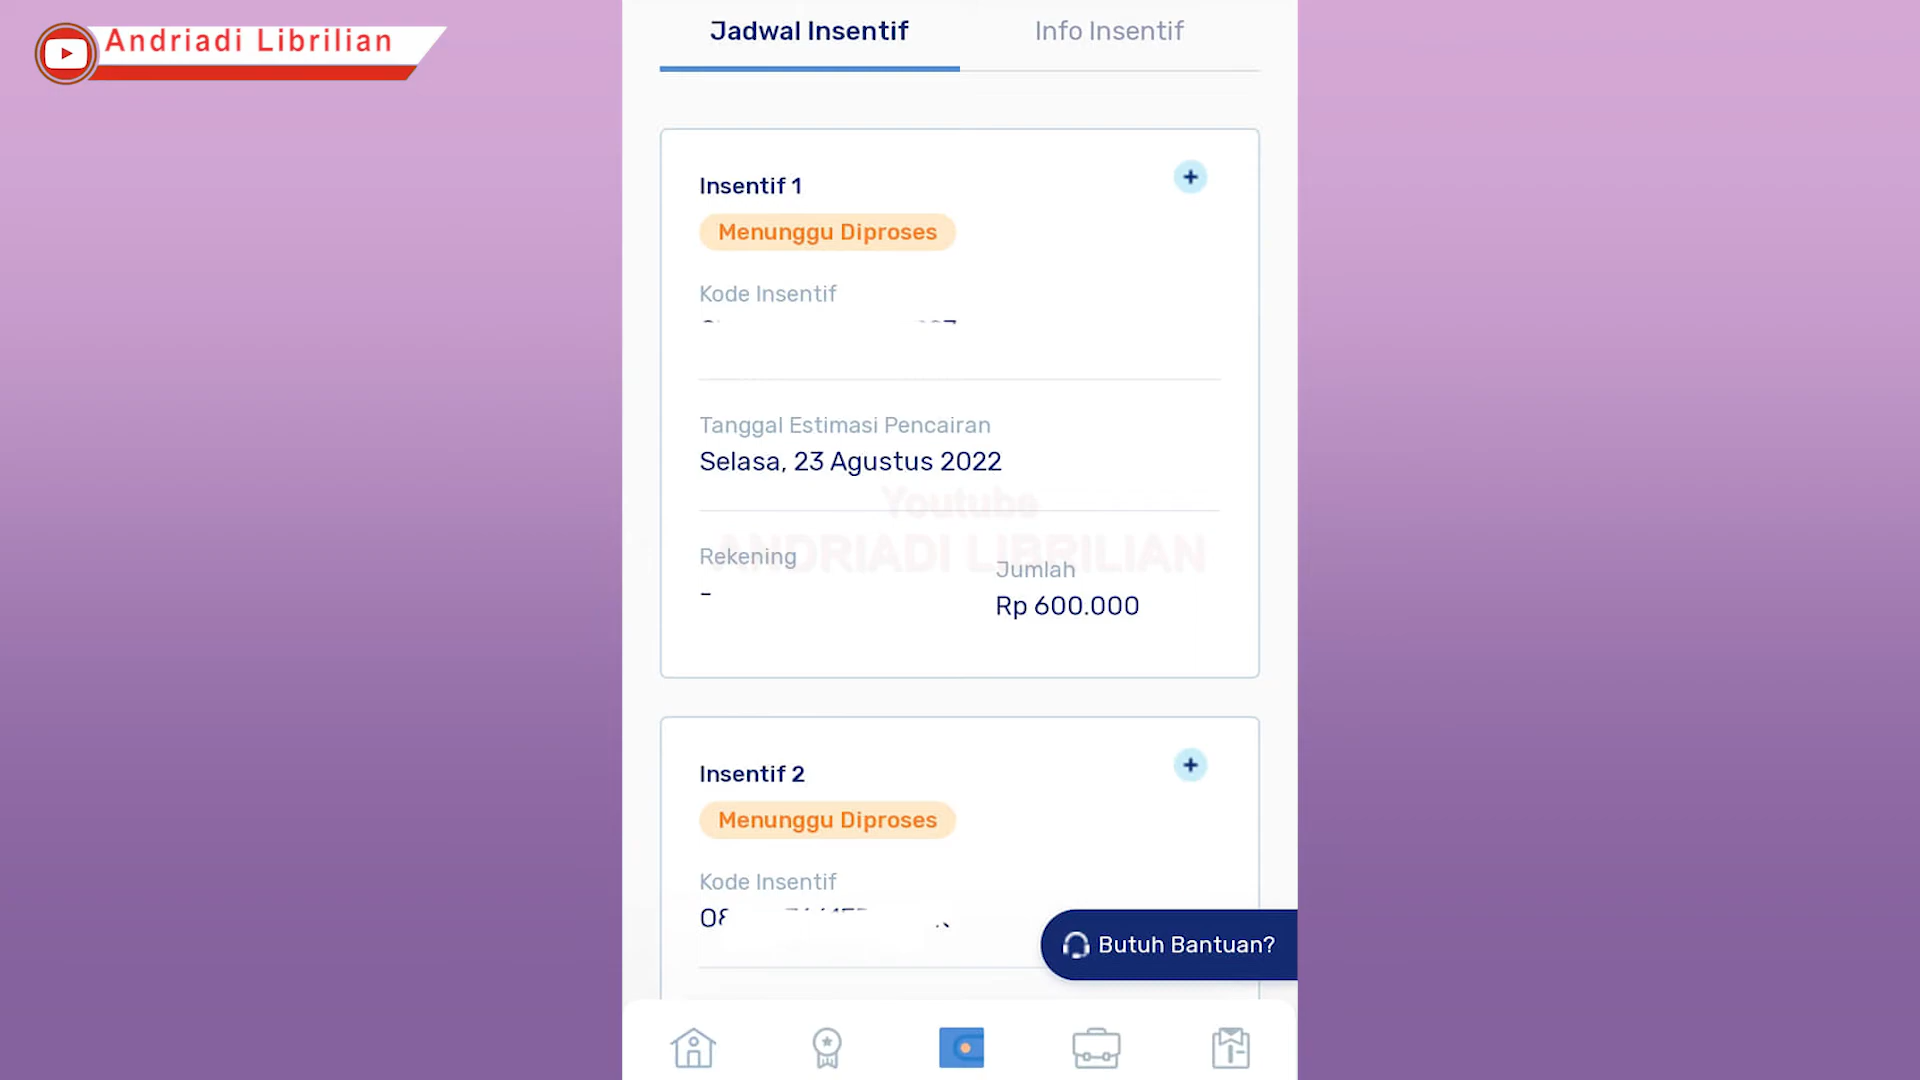 Andriadi Librilian
Jadwal Insentif
Info Insentif
Insentif 1
Menunggu Diproses
Kode Insentif
Tanggal Estimasi Pencairan
Selasa, 23 Agustus 2022
Youtube
ANDRIADI LIBRILIAN
Rekening
-
Jumlah
Rp 600.000
Insentif 2
Menunggu Diproses
Kode Insentif
Butuh Bantuan?